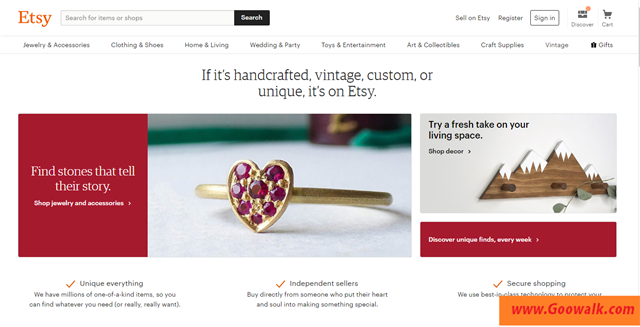 Etsy
Search for items or shops
Search
Sell on Etsy
Register
Sign in
Discover
Cart
Jewelry & Accessories
Clothing & Shoes
Home & Living
Wedding & Party
Toys & Entertainment
Art & Collectibles
Craft Supplies
Vintage
Gifts
If it's handcrafted, vintage, custom, or
unique, it's on Etsy.
Find stones that tell
their story.
Shop jewelry and accessories >
Try a fresh take on your
living space.
Shop decor >
Discover unique finds, every week >
Unique everything
We have millions of one-of-a-kind items, so you
can find whatever you need (or really, really want).
Independent sellers
Buy directly from someone who put their heart
and soul into making something special.
Secure shopping
We use best-in-class technology to protect your
www.Goowalk.com